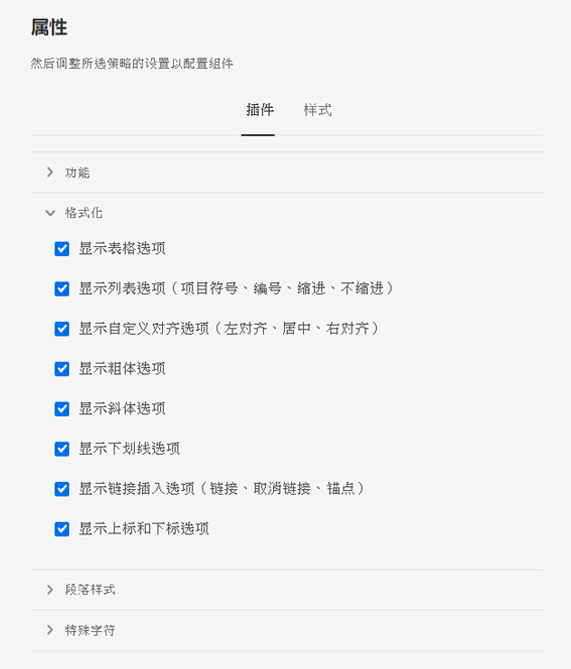 属性
然后调整所选策略的设置以配置组件
插件
样式
功能
格式化
显示表格选项
显示列表选项（项目符号、编号、缩进、不缩进）
显示自定义对齐选项（左对齐、居中、右对齐）
显示粗体选项
显示斜体选项
显示下划线选项
显示链接插入选项（链接、取消链接、锚点）
显示上标和下标选项
段落样式
特殊字符